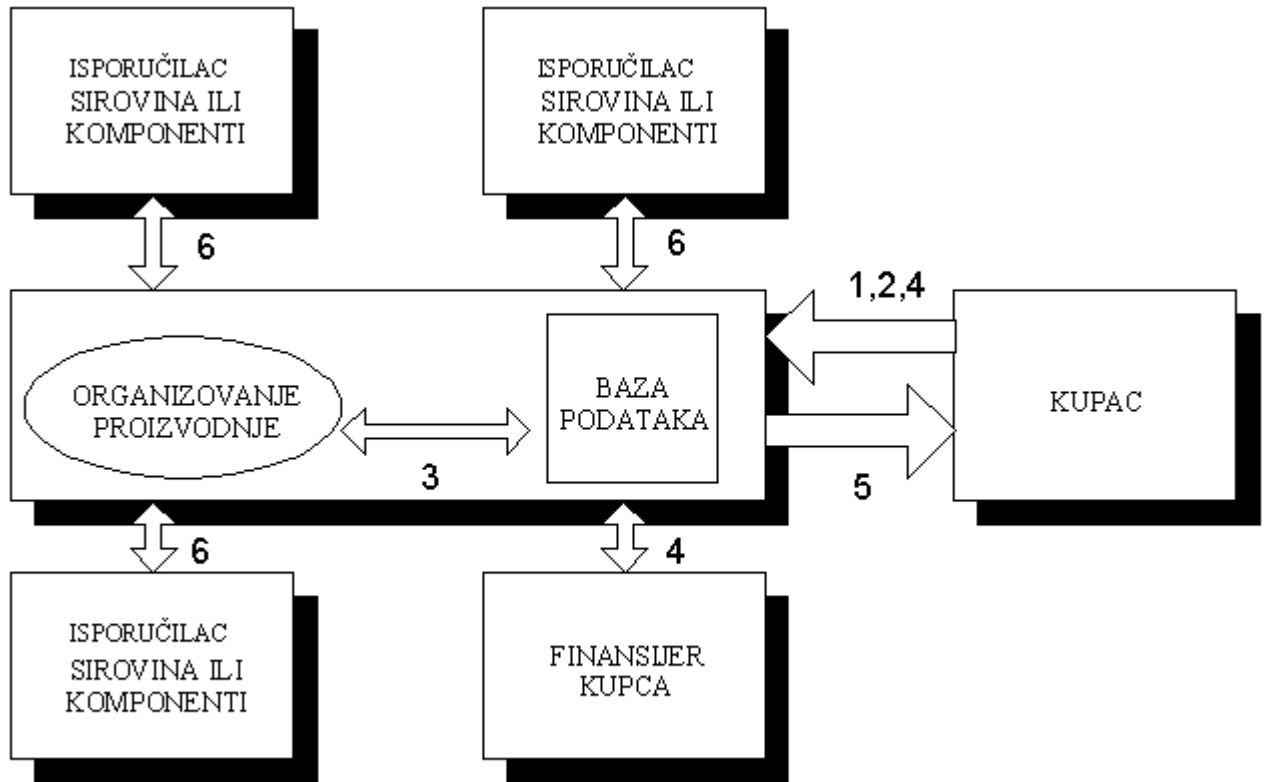 ISPORUČILAC
SIROVINA ILI
KOMPONENTI
ISPORUČILAC
SIROVINA ILI
KOMPONENTI
6
6
1,2,4
ORGANIZOVANJE
PROIZVODNJE
3
BAZA
PODATAKA
KUPAC
5
6
4
ISPORUČILAC
SIROVINA ILI
KOMPONENTI
FINANSIJER
KUPCA